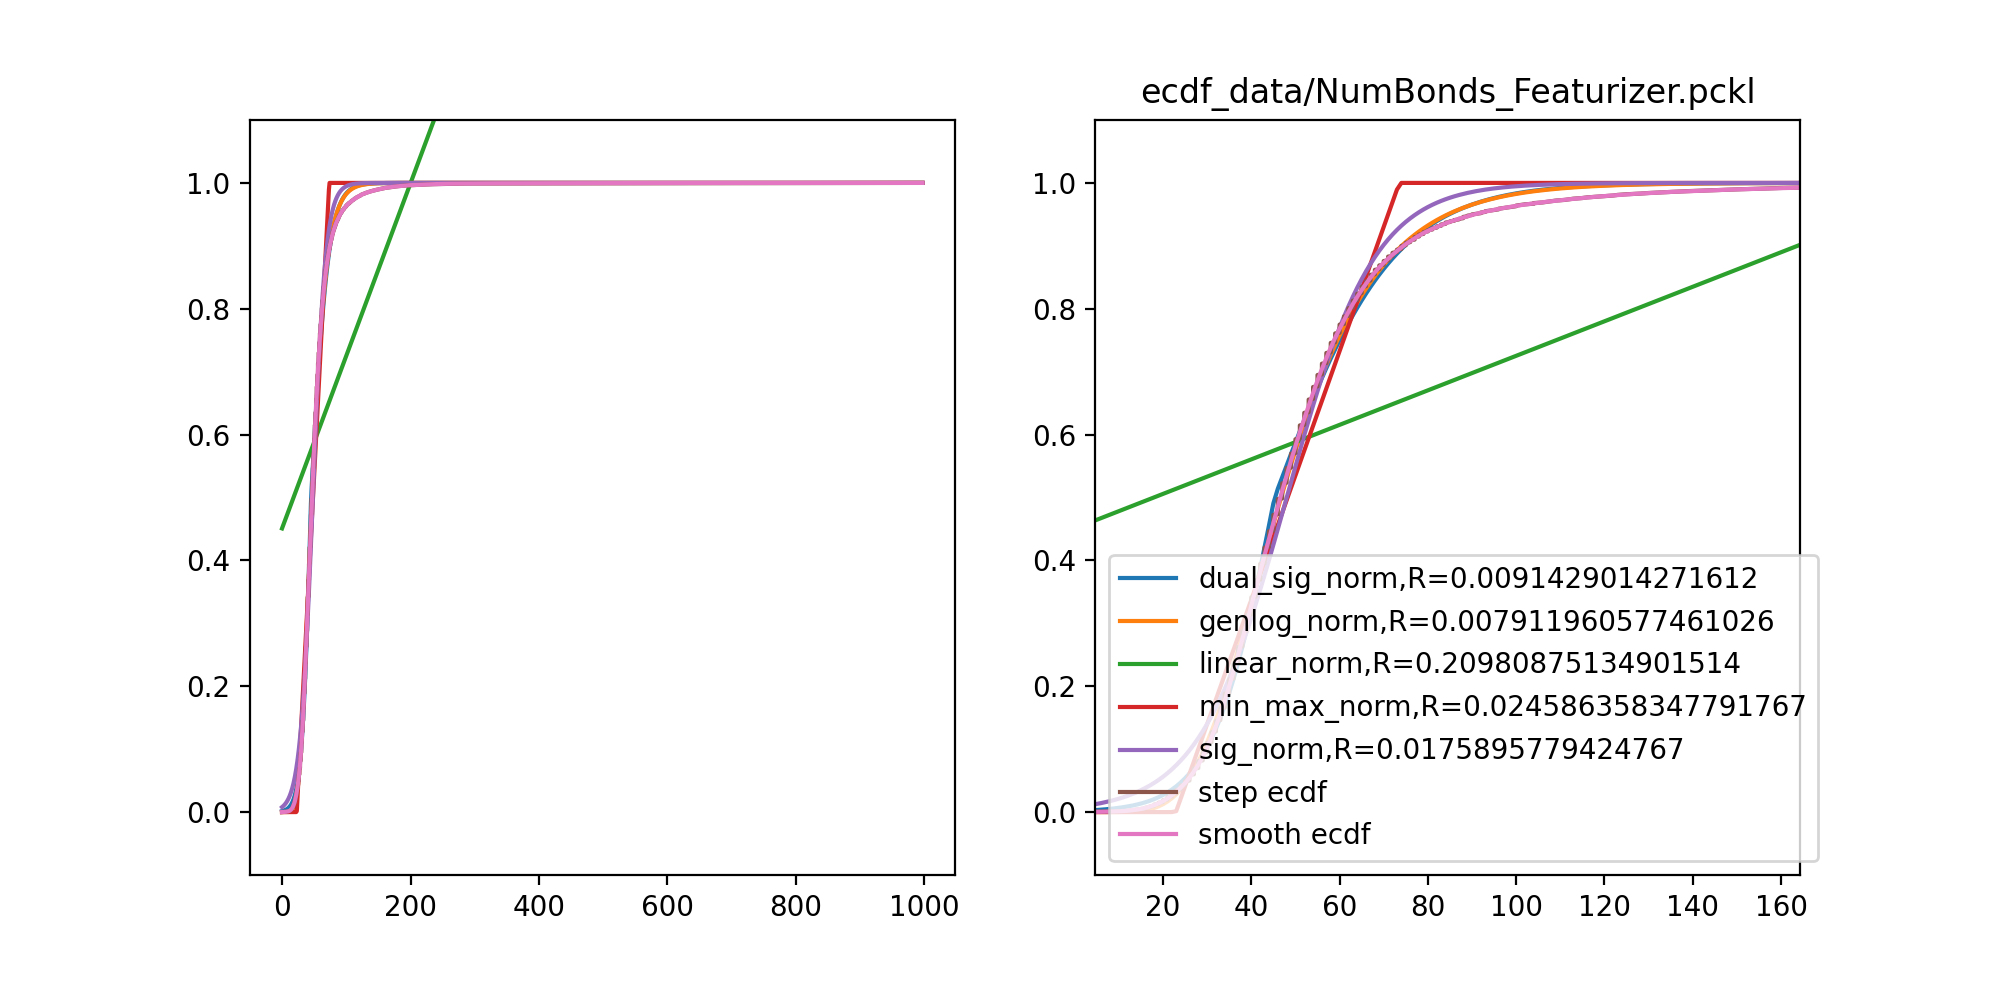 ecdf_data/NumBonds_Featurizer.pckl
1.0
0.8
0.6
0.4
0.2
0.0
0 200 400 600 800 1000
1.0
0.8
0.6
0.4
0.2
0.0
dual_sig_norm,R=0.0091429014271612
genlog_norm,R=0.007911960577461026
linear_norm,R=0.20980875134901514
min_max_norm,R=0.024586358347791767
sig_norm,R=0.0175895779424767
step ecdf
smooth ecdf
20 40 60 80 100 120 140 160